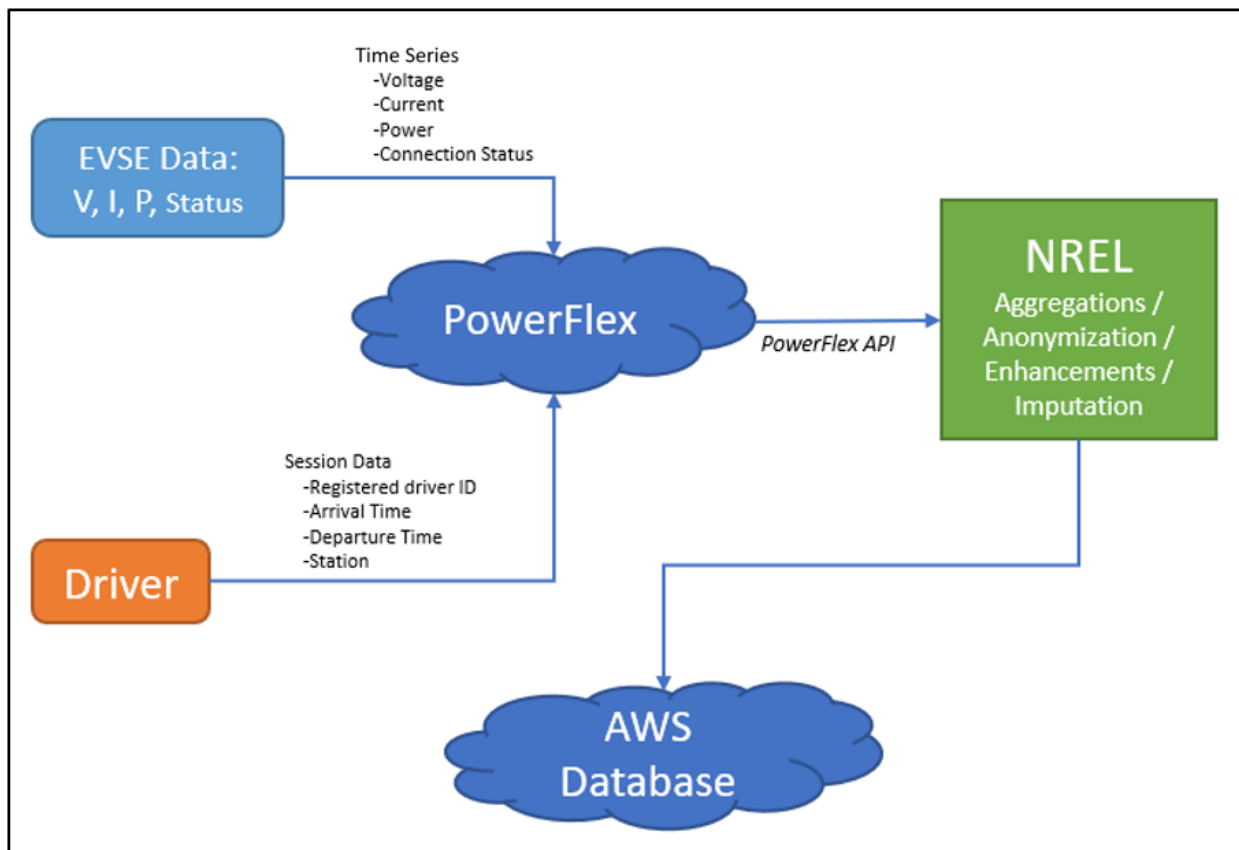 Time Series
-Voltage
-Current
-Power
-Connection Status
EVSE Data:
V, I, P, Status
PowerFlex
PowerFlex API
NREL
Aggregations /
Anonymization /
Enhancements /
Imputation
Session Data
-Registered driver ID
-Arrival Time
-Departure Time
-Station
Driver
AWS
Database